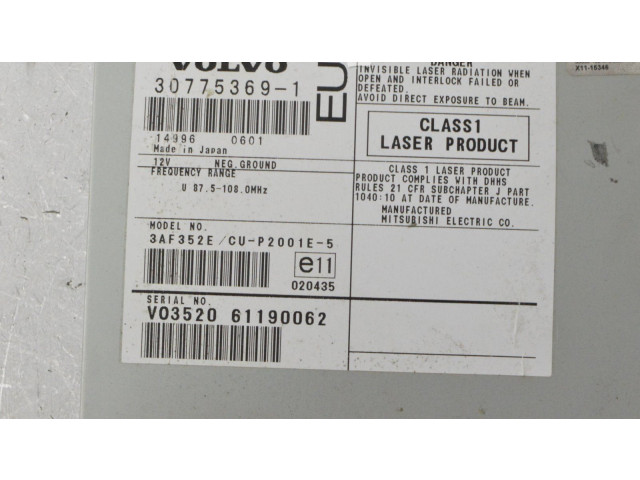 VOLVO
30775369-1
14996 0601
Made in Japan
12V NEG.GROUND
FREQUENCY RANGE
U 87.5-108.0MHz
MODEL NO.
3AF352E/CU-P2001E-5
e11
020435
SERIAL NO.
VO3520 61190062
EU
DANGER
INVISIBLE LASER RADIATION WHEN
OPEN AND INTERLOCK FAILED OR
DEFEATED.
AVOID DIRECT EXPOSURE TO BEAM.
CLASS1
LASER PRODUCT
CLASS 1 LASER PRODUCT
PRODUCT COMPLIES WITH DHHS
RULES 21 CFR SUBCHAPTER J PART
1040:10 AT DATE OF MANUFACTURE.
MANUFACTURED
MITSUBISHI ELECTRIC CO.
X11-15346